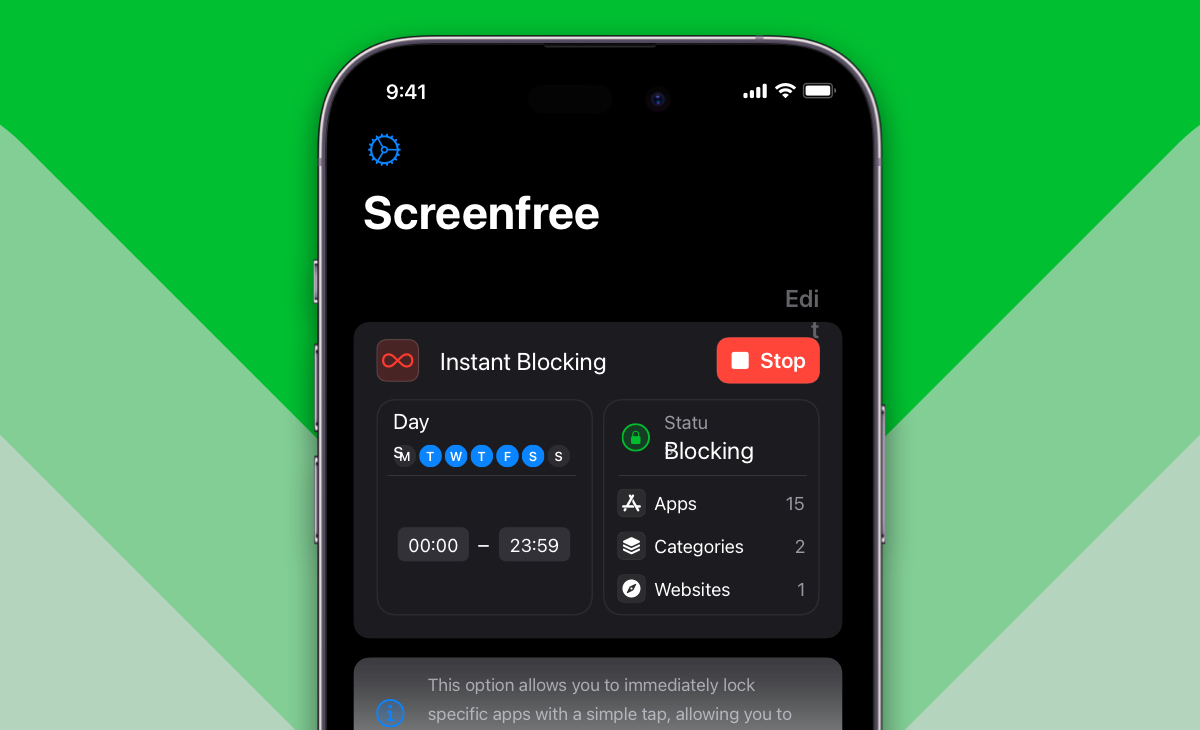 9:41
Screenfree
Edi
t
Instant Blocking
Stop
Day
s
M T W T F S S
00:00 – 23:59
Statu
s
Blocking
Apps 15
Categories 2
Websites 1
This option allows you to immediately lock
specific apps with a simple tap, allowing you to